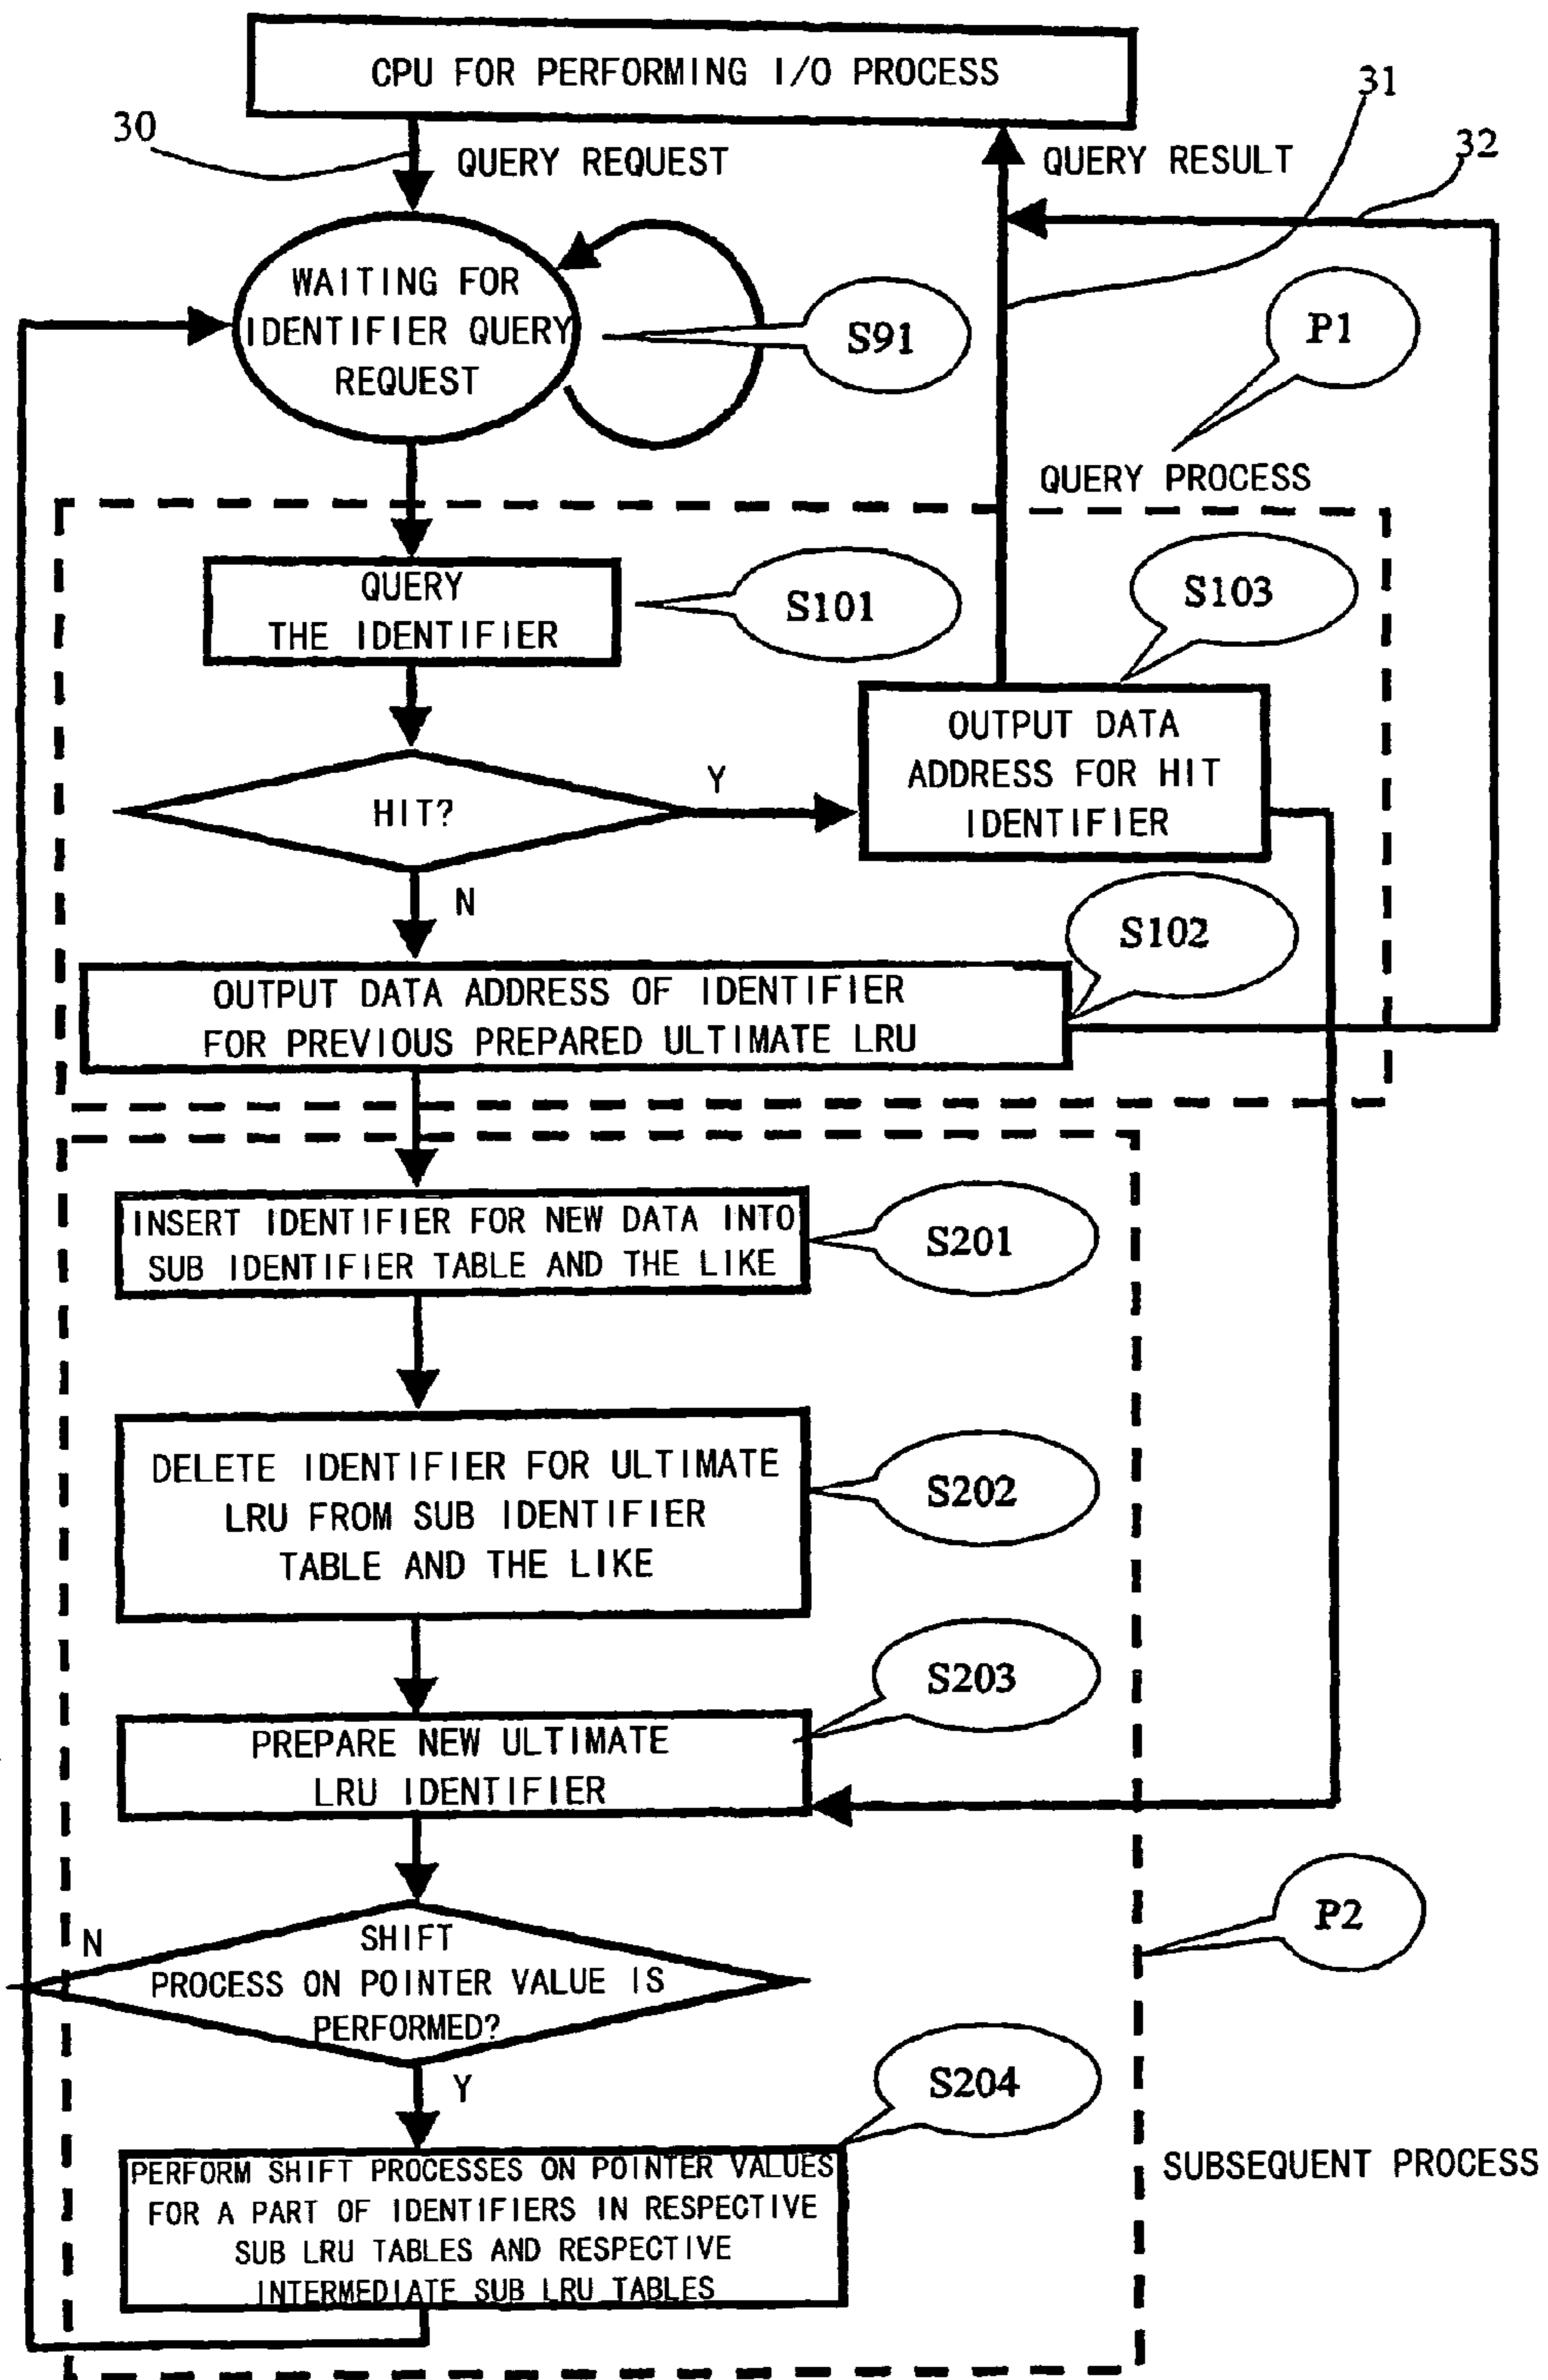 CPU FOR PERFORMING I/O PROCESS
31
30
QUERY REQUEST
QUERY RESULT
32
WAITING FOR
IDENTIFIER QUERY
REQUEST
S91
P1
QUERY PROCESS
QUERY
THE IDENTIFIER
S101
S103
OUTPUT DATA
ADDRESS FOR HIT
IDENTIFIER
HIT?
Y
N
S102
OUTPUT DATA ADDRESS OF IDENTIFIER
FOR PREVIOUS PREPARED ULTIMATE LRU
INSERT IDENTIFIER FOR NEW DATA INTO
SUB IDENTIFIER TABLE AND THE LIKE
S201
DELETE IDENTIFIER FOR ULTIMATE
LRU FROM SUB IDENTIFIER
TABLE AND THE LIKE
S202
S203
PREPARE NEW ULTIMATE
LRU IDENTIFIER
P2
N
SHIFT
PROCESS ON POINTER VALUE IS
PERFORMED?
Y
S204
PERFORM SHIFT PROCESSES ON POINTER VALUES
FOR A PART OF IDENTIFIERS IN RESPECTIVE
SUB LRU TABLES AND RESPECTIVE
INTERMEDIATE SUB LRU TABLES
SUBSEQUENT PROCESS